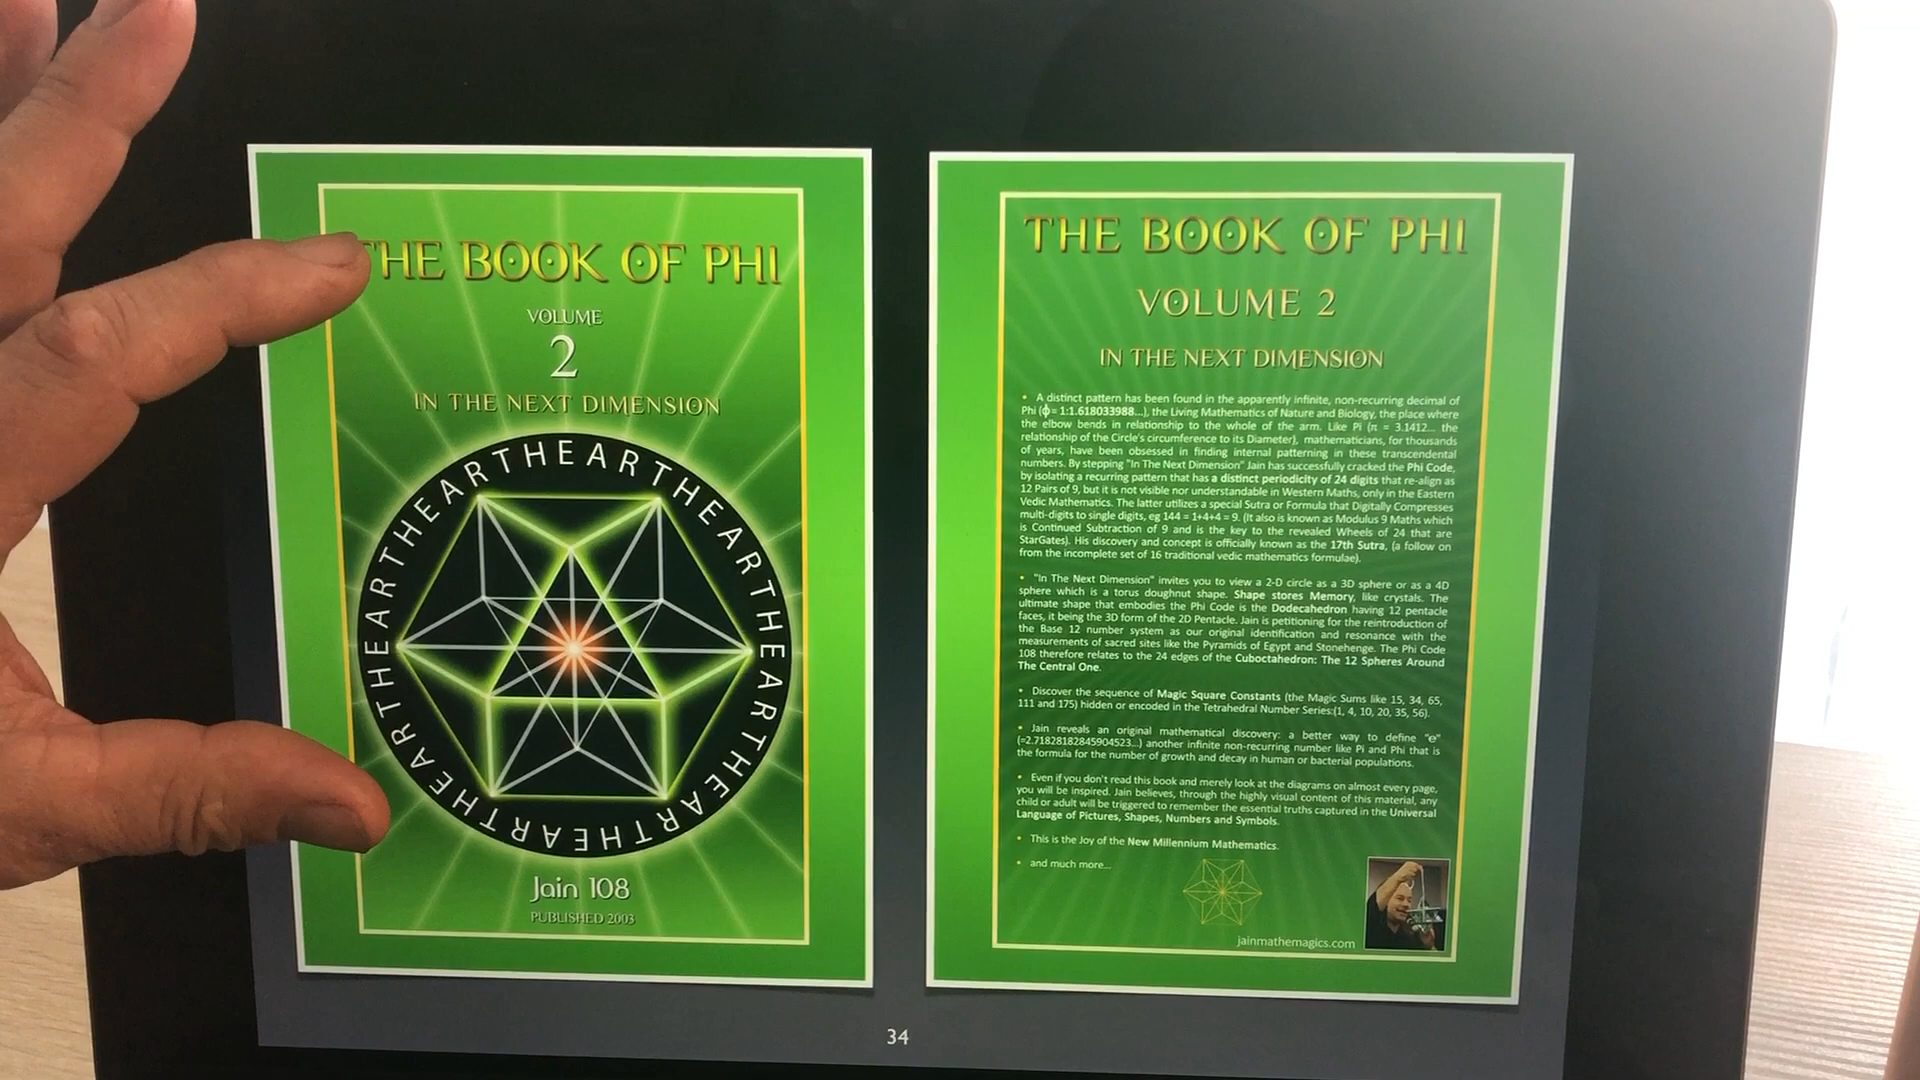 THE BOOK OF PHI
VOLUME
2
IN THE NEXT DIMENSION
THEARTHEARTHEARTHEARTHEARTHEARTHEARTHEART
Jain 108
PUBLISHED 2003
THE BOOK OF PHI
VOLUME 2
IN THE NEXT DIMENSION
• A distinct pattern has been found in the apparently infinite, non-recurring decimal of
Phi (ϕ= 1:1.618033988...), the Living Mathematics of Nature and Biology, the place where
the elbow bends in relationship to the whole of the arm. Like Pi (π = 3.1412... the
relationship of the Circle's circumference to its Diameter), mathematicians, for thousands
of years, have been obsessed in finding internal patterning in these transcendental
numbers. By stepping "In The Next Dimension" Jain has successfully cracked the Phi Code,
by isolating a recurring pattern that has a distinct periodicity of 24 digits that re-align as
12 Pairs of 9, but it is not visible nor understandable in Western Maths, only in the Eastern
Vedic Mathematics. The latter utilizes a special Sutra or Formula that Digitally Compresses
multi-digits to single digits, eg 144 = 1+4+4 = 9. (It also is known as Modulus 9 Maths which
is Continued Subtraction of 9 and is the key to the revealed Wheels of 24 that are
StarGates). His discovery and concept is officially known as the 17th Sutra, (a follow on
from the incomplete set of 16 traditional vedic mathematics formulae).
• "In The Next Dimension" invites you to view a 2-D circle as a 3D sphere or as a 4D
sphere which is a torus doughnut shape. Shape stores Memory, like crystals. The
ultimate shape that embodies the Phi Code is the Dodecahedron having 12 pentacle
faces, it being the 3D form of the 2D Pentacle. Jain is petitioning for the reintroduction of
the Base 12 number system as our original identification and resonance with the
measurements of sacred sites like the Pyramids of Egypt and Stonehenge. The Phi Code
108 therefore relates to the 24 edges of the Cuboctahedron: The 12 Spheres Around
The Central One.
• Discover the sequence of Magic Square Constants (the Magic Sums like 15, 34, 65,
111 and 175) hidden or encoded in the Tetrahedral Number Series:(1, 4, 10, 20, 35, 56).
• Jain reveals an original mathematical discovery: a better way to define "e"
(=2.71828182845904523...) another infinite non-recurring number like Pi and Phi that is
the formula for the number of growth and decay in human or bacterial populations.
• Even if you don't read this book and merely look at the diagrams on almost every page,
you will be inspired. Jain believes, through the highly visual content of this material, any
child or adult will be triggered to remember the essential truths captured in the Universal
Language of Pictures, Shapes, Numbers and Symbols.
• This is the Joy of the New Millennium Mathematics.
• and much more...
jainmathemagics.com
34